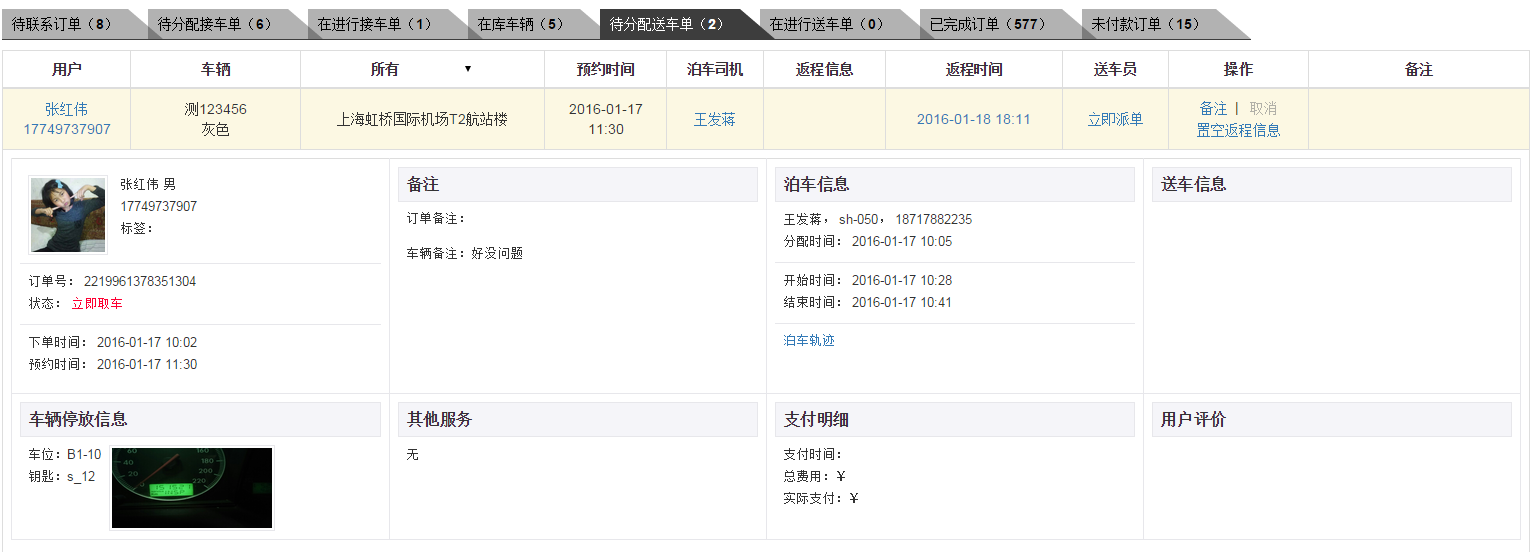 待联系订单（8） 待分配接车单（6） 在进行接车单（1） 在库车辆（5） 待分配送车单（2） 在进行送车单（0） 已完成订单（577） 未付款订单（15）
用户 车辆 所有 ▼ 预约时间 泊车司机 返程信息 返程时间 送车员 操作 备注
张红伟
17749737907
测123456
灰色
上海虹桥国际机场T2航站楼
2016-01-17
11:30
王发蒋
2016-01-18 18:11
立即派单
备注 | 取消
置空返程信息
张红伟 男
17749737907
标签：
订单号： 2219961378351304
状态： 立即取车
下单时间： 2016-01-17 10:02
预约时间： 2016-01-17 11:30
备注
订单备注：
车辆备注：好没问题
泊车信息
王发蒋， sh-050， 18717882235
分配时间： 2016-01-17 10:05
开始时间： 2016-01-17 10:28
结束时间： 2016-01-17 10:41
泊车轨迹
送车信息
车辆停放信息
车位：B1-10
钥匙：s_12
其他服务
无
支付明细
支付时间：
总费用：￥
实际支付：￥
用户评价